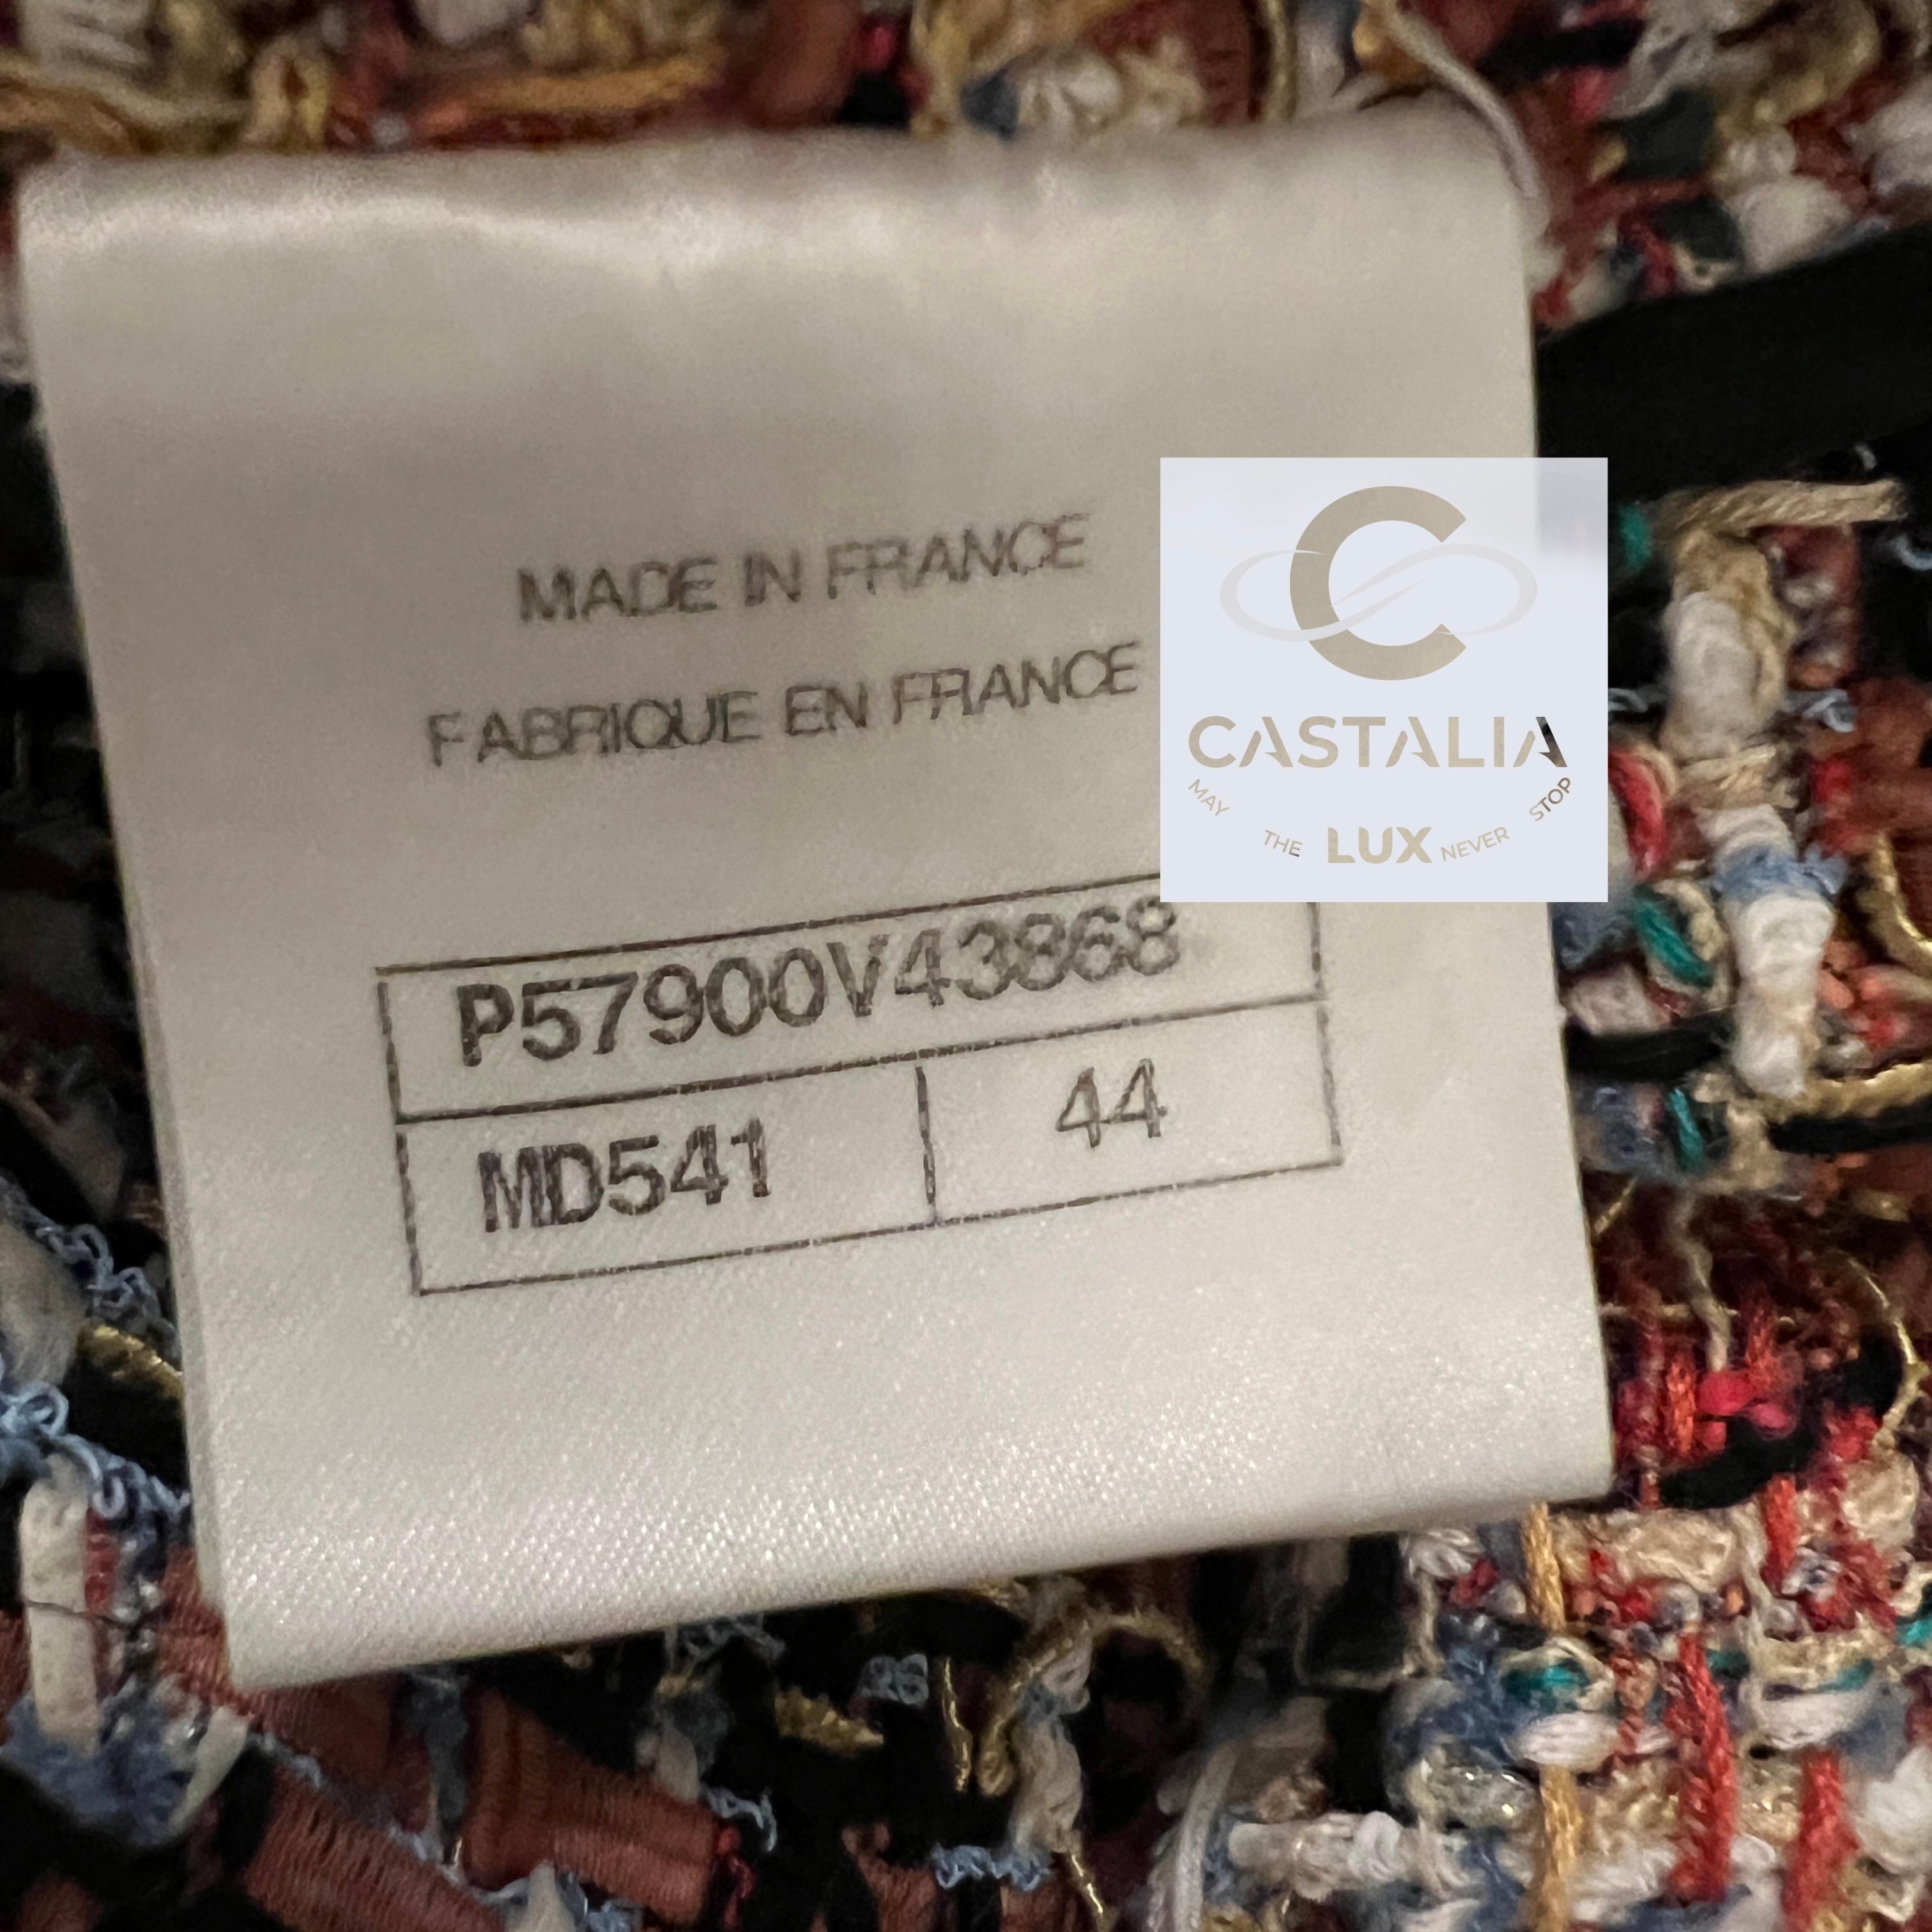 MADE IN FRANCE
FABRIQUE EN FRANCE
P57900V43868
MD541
44
C
CASTALIA
MAY THE LUX NEVER STOP